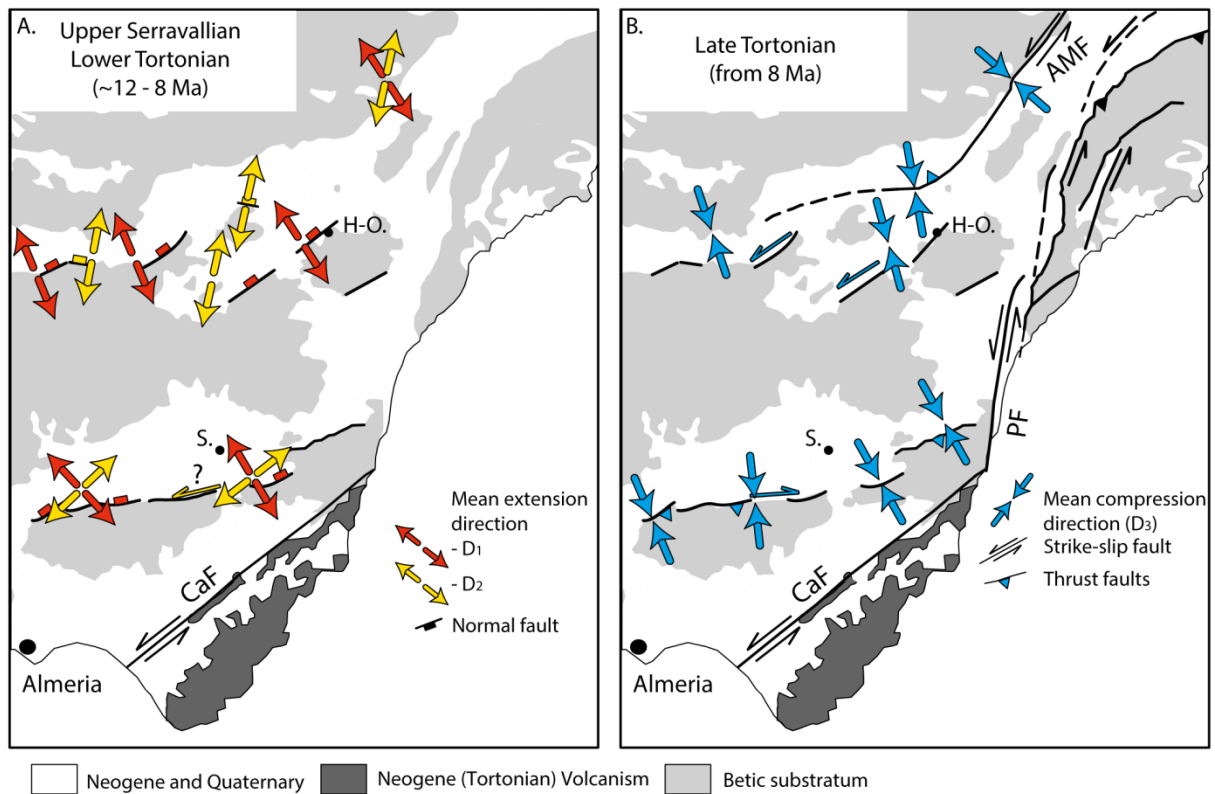 A.
Upper Serravallian
Lower Tortonian
(~12 - 8 Ma)
H-O.
S.
?
CaF
Almeria
Mean extension
direction
- D1
- D2
Normal fault
B.
Late Tortonian
(from 8 Ma)
AMF
H-O.
S.
PF
CaF
Almeria
Mean compression
direction (D3)
Strike-slip fault
Thrust faults
Neogene and Quaternary
Neogene (Tortonian) Volcanism
Betic substratum